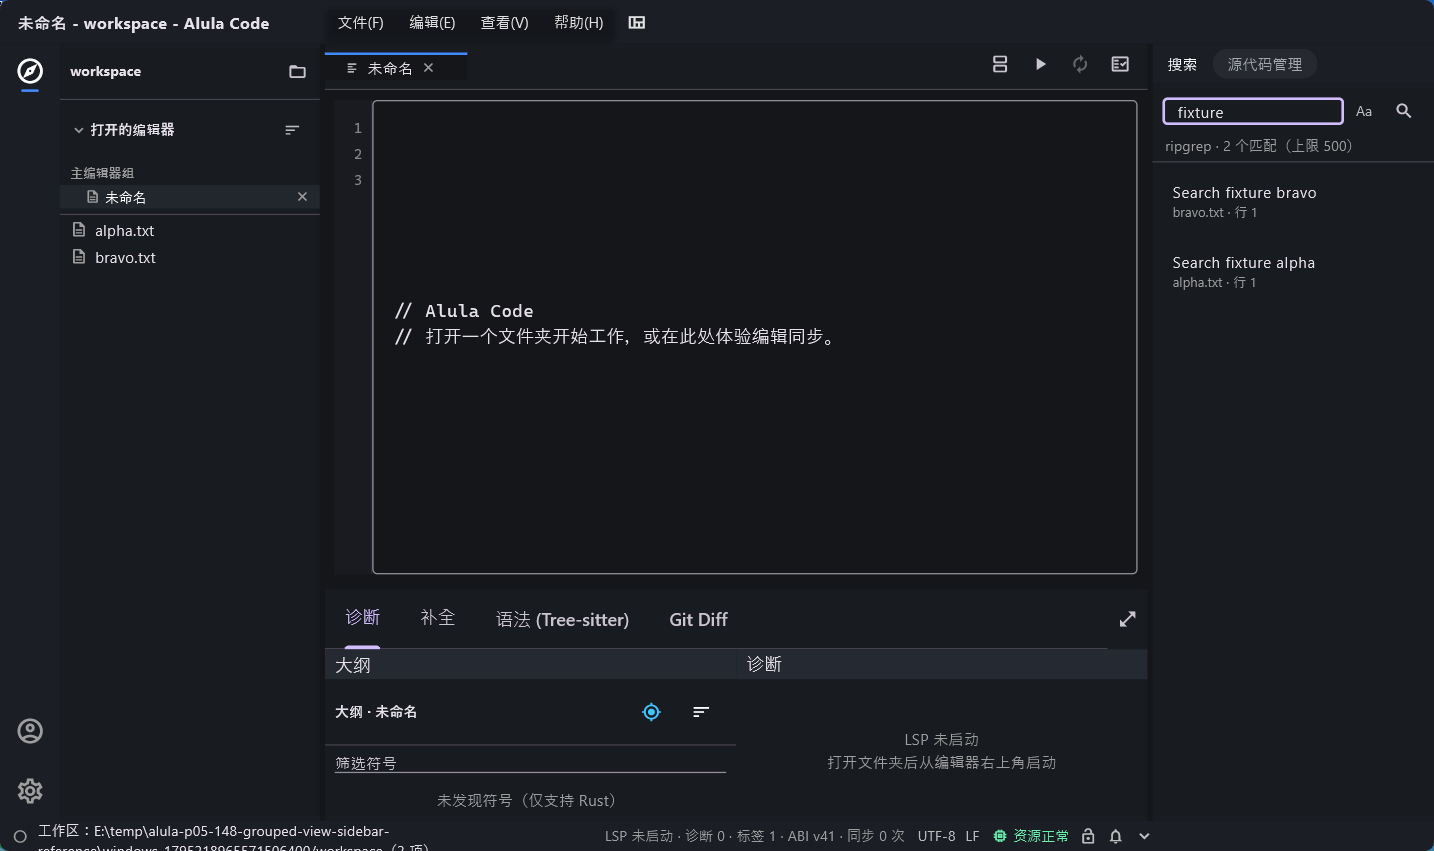 未命名 - workspace - Alula Code
文件(F) 编辑(E) 查看(V) 帮助(H)
workspace
打开的编辑器
主编辑器组
未命名
alpha.txt
bravo.txt
未命名
1
2
3
// Alula Code
// 打开一个文件夹开始工作，或在此处体验编辑同步。
诊断 补全 语法 (Tree-sitter) Git Diff
大纲
大纲 · 未命名
筛选符号
未发现符号（仅支持 Rust）
诊断
LSP 未启动
打开文件夹后从编辑器右上角启动
搜索 源代码管理
fixture Aa
ripgrep · 2 个匹配（上限 500）
Search fixture bravo
bravo.txt · 行 1
Search fixture alpha
alpha.txt · 行 1
工作区：E:\temp\alula-p05-148-grouped-view-sidebar-
LSP 未启动 · 诊断 0 · 标签 1 · ABI v41 · 同步 0 次 UTF-8 LF 资源正常